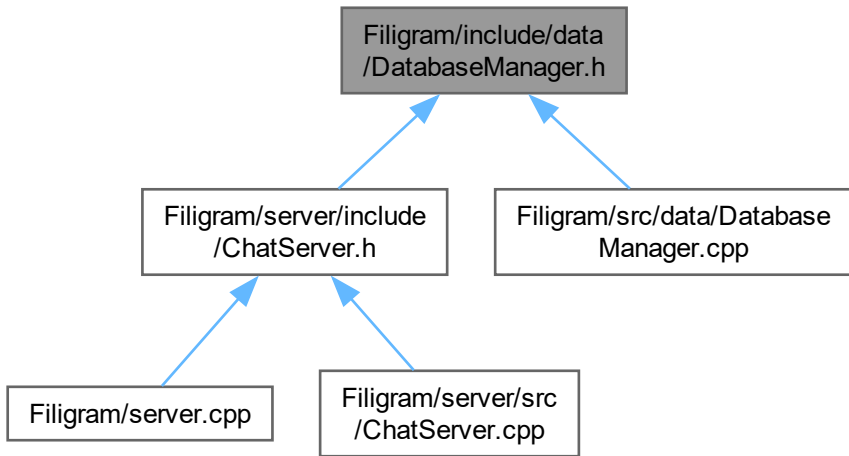 Filigram/include/data
/DatabaseManager.h
Filigram/server/include
/ChatServer.h
Filigram/src/data/Database
Manager.cpp
Filigram/server.cpp
Filigram/server/src
/ChatServer.cpp